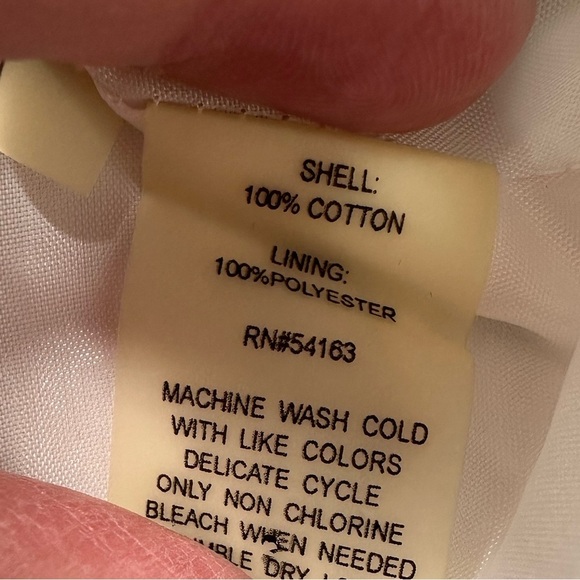 SHELL:
100% COTTON
LINING:
100%POLYESTER
RN#54163
MACHINE WASH COLD
WITH LIKE COLORS
DELICATE CYCLE
ONLY NON CHLORINE
BLEACH WHEN NEEDED
DRY